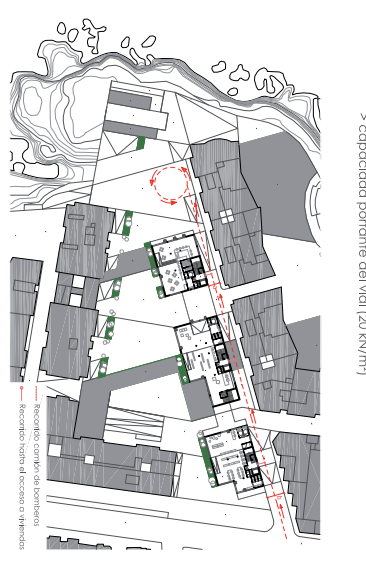 > capacidad portante del vial (20 KN/m²)
Recorrido camión de bomberos
Recorrido hasta el acceso a viviendas